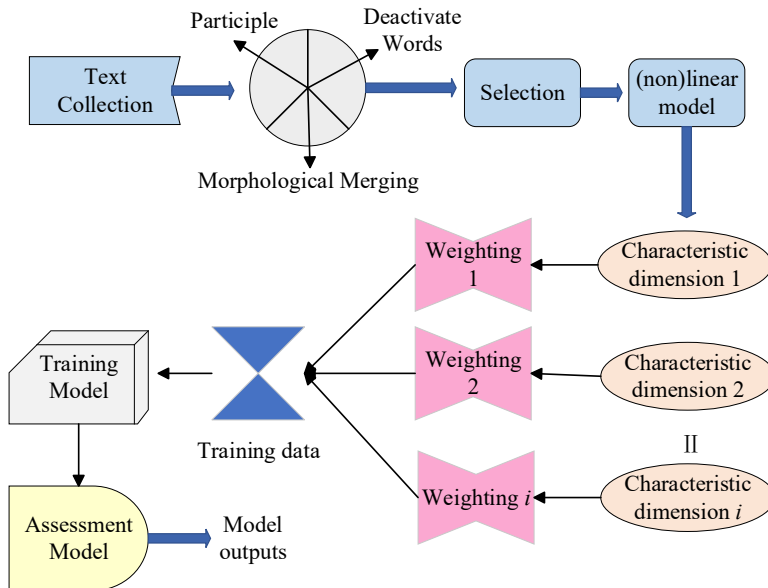 Participle
Deactivate
Words
Text
Collection
Selection
(non)linear
model
Morphological Merging
Weighting
1
Characteristic
dimension 1
Training
Model
Weighting
2
Characteristic
dimension 2
Training data
II
Weighting i
Characteristic
dimension i
Assessment
Model
Model
outputs